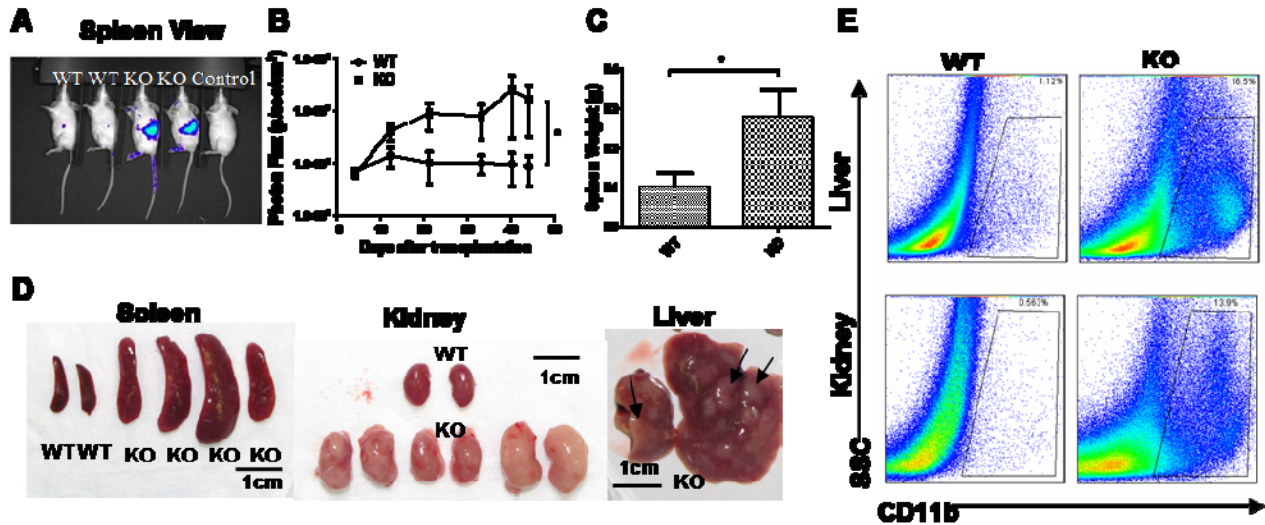 A
Spleen View
WT WT KO KO Control
B
WT
KO
Days after transplantation
C
*
Spleen Weight (g)
WT
KO
D
Spleen
WT WT KO KO KO KO
1cm
Kidney
WT
1cm
KO
Liver
1cm
KO
E
WT
KO
Liver
1.12%
16.5%
Kidney
0.563%
13.9%
SSC
CD11b